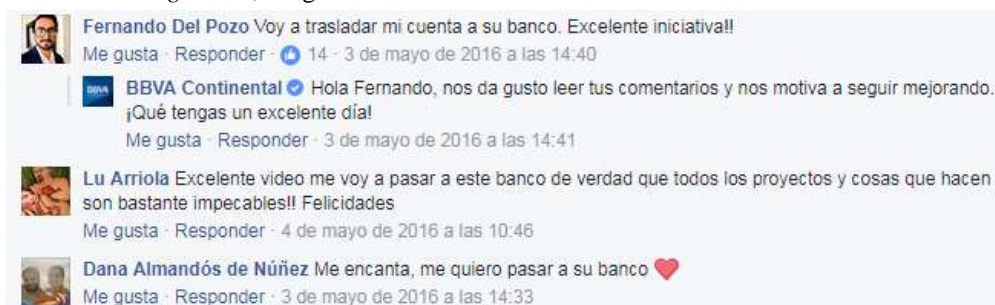 Fernando Del Pozo Voy a trasladar mi cuenta a su banco. Excelente iniciativa!!
Me gusta · Responder · 14 · 3 de mayo de 2016 a las 14:40
BBVA Continental Hola Fernando, nos da gusto leer tus comentarios y nos motiva a seguir mejorando.
¡Qué tengas un excelente día!
Me gusta · Responder · 3 de mayo de 2016 a las 14:41
Lu Arriola Excelente video me voy a pasar a este banco de verdad que todos los proyectos y cosas que hacen
son bastante impecables!! Felicidades
Me gusta · Responder · 4 de mayo de 2016 a las 10:46
Dana Almandós de Núñez Me encanta, me quiero pasar a su banco ❤
Me gusta · Responder · 3 de mayo de 2016 a las 14:33